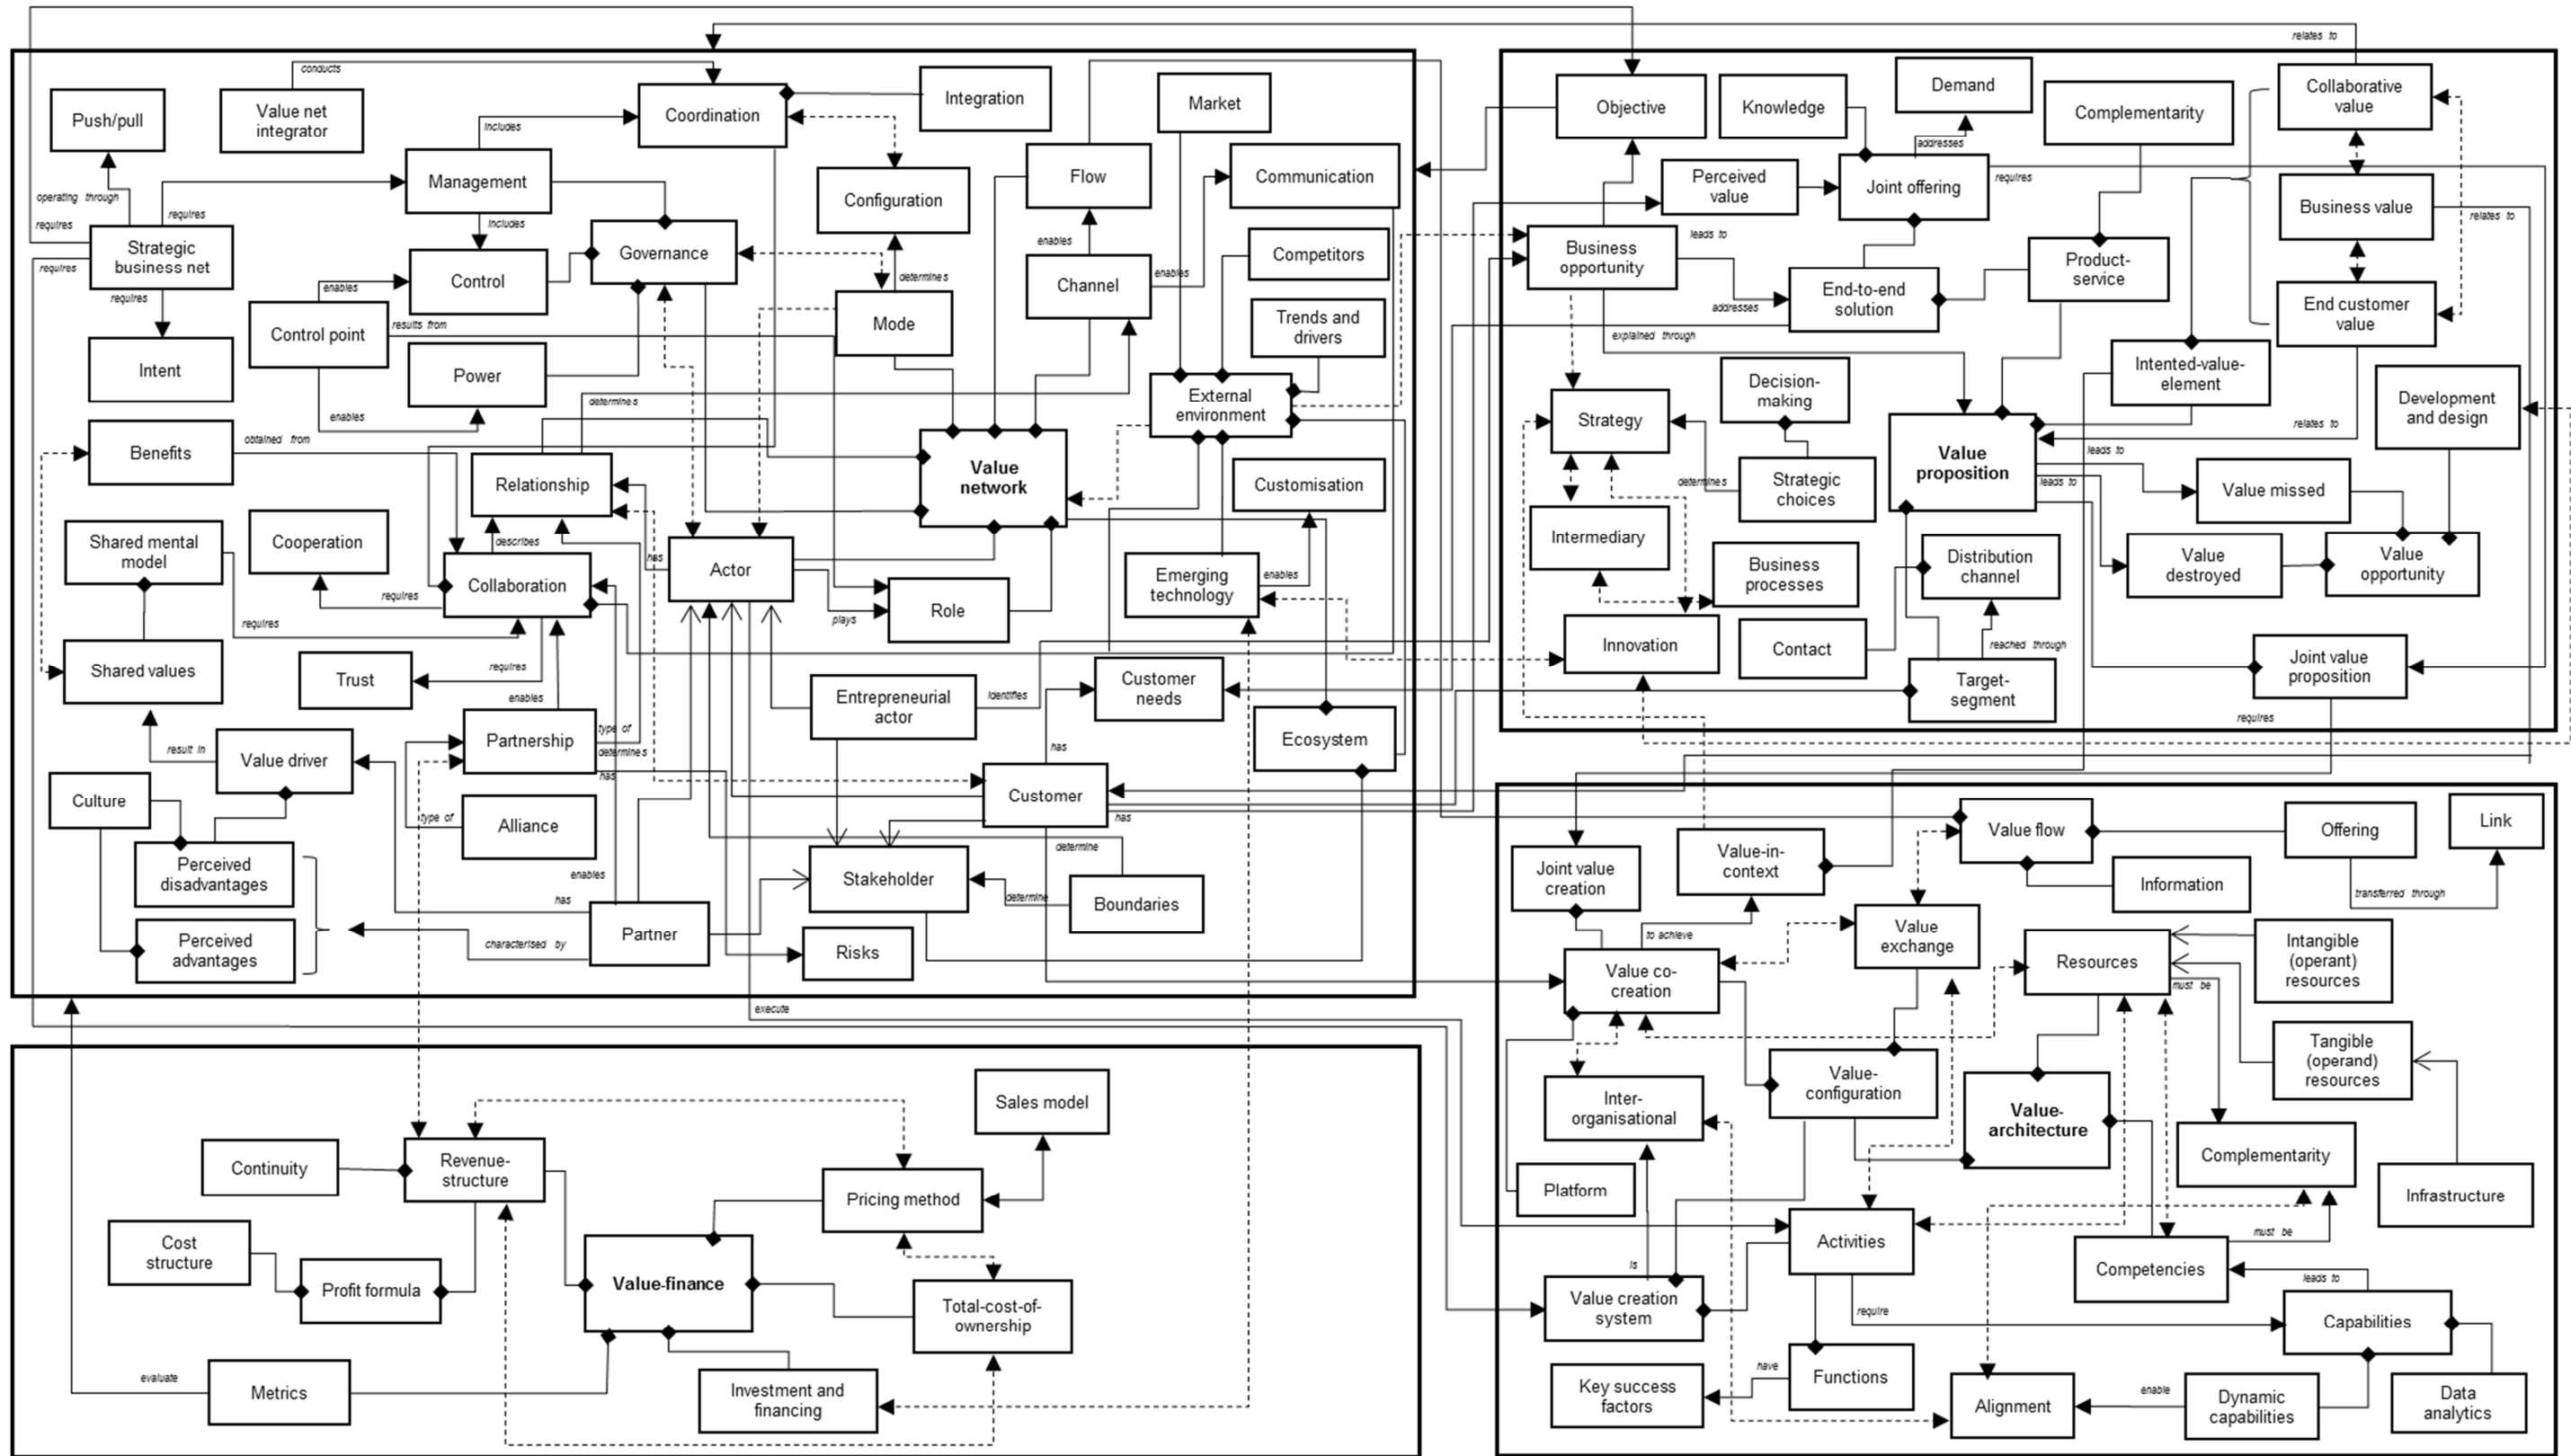 relates to
conducts
Push/pull
Value net
integrator
Coordination
Integration
Market
includes
operating through
requires
requires
Management
Configuration
Flow
Communication
Strategic
business net
requires
requires
includes
Governance
Control
enables
Control point
results from
determines
Mode
enables
Channel
enables
Competitors
Trends and
drivers
Intent
Power
enables
determines
External
environment
Benefits
obtained from
Relationship
Value
network
Customisation
Shared mental
model
Cooperation
describes
has
Collaboration
requires
requires
Actor
plays
Role
Emerging
technology
enables
Shared values
Trust
requires
enables
Entrepreneurial
actor
identifies
Customer
needs
Ecosystem
result in
Value driver
Partnership
type of
determines
has
has
Customer
has
Culture
type of
Alliance
determine
Perceived
disadvantages
enables
Stakeholder
determine
Boundaries
has
Perceived
advantages
characterised by
Partner
Risks
execute
Objective
Knowledge
Demand
Complementarity
Collaborative
value
addresses
Perceived
value
Joint offering
requires
Business value
relates to
Business
opportunity
leads to
Product-
service
End-to-end
solution
addresses
End customer
value
explained through
Intented-value-
element
Decision-
making
Strategy
Development
and design
relates to
Value
proposition
leads to
leads to
determines
Strategic
choices
Value missed
Intermediary
Business
processes
Distribution
channel
Value
destroyed
Value
opportunity
Innovation
Contact
reached through
Target-
segment
Joint value
proposition
requires
Joint value
creation
Value-in-
context
Value flow
Offering
Link
Information
transferred through
to achieve
Value
exchange
Value co-
creation
Resources
must be
Intangible
(operant)
resources
Tangible
(operand)
resources
Inter-
organisational
Value-
configuration
Value-
architecture
Complementarity
Platform
Infrastructure
Activities
must be
Competencies
is
Value creation
system
leads to
require
Capabilities
have
Functions
Key success
factors
Alignment
enable
Dynamic
capabilities
Data
analytics
Sales model
Continuity
Revenue-
structure
Pricing method
Cost
structure
Profit formula
Value-finance
Total-cost-of-
ownership
evaluate
Metrics
Investment and
financing